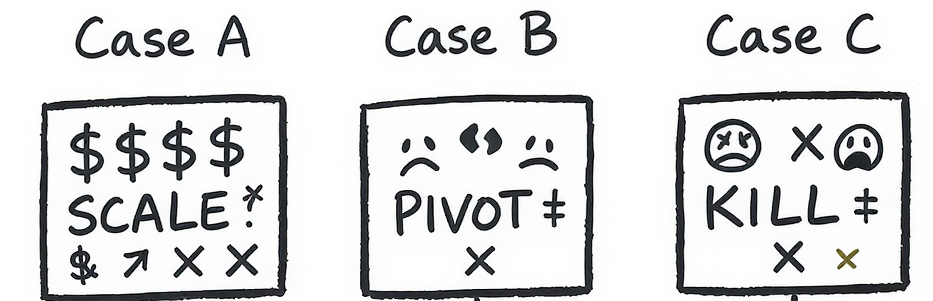 Case A
Case B
Case C
$$$$
SCALE
PIVOT ‡
KILL ‡